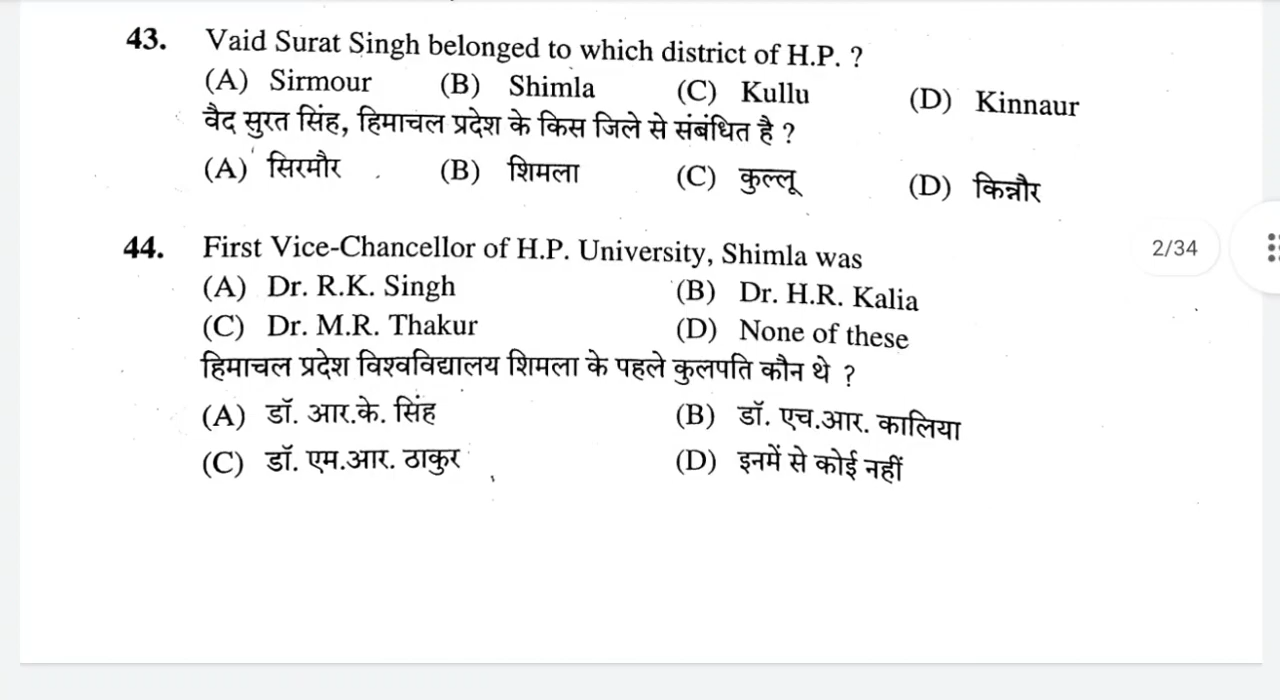 43. Vaid Surat Singh belonged to which district of H.P. ?
(A) Sirmour (B) Shimla (C) Kullu (D) Kinnaur
वैद सुरत सिंह, हिमाचल प्रदेश के किस जिले से संबंधित है ?
(A) सिरमौर (B) शिमला (C) कुल्लू (D) किन्नौर
44. First Vice-Chancellor of H.P. University, Shimla was
2/34
(A) Dr. R.K. Singh (B) Dr. H.R. Kalia
(C) Dr. M.R. Thakur (D) None of these
हिमाचल प्रदेश विश्वविद्यालय शिमला के पहले कुलपति कौन थे ?
(A) डॉ. आर.के. सिंह (B) डॉ. एच.आर. कालिया
(C) डॉ. एम.आर. ठाकुर (D) इनमें से कोई नहीं